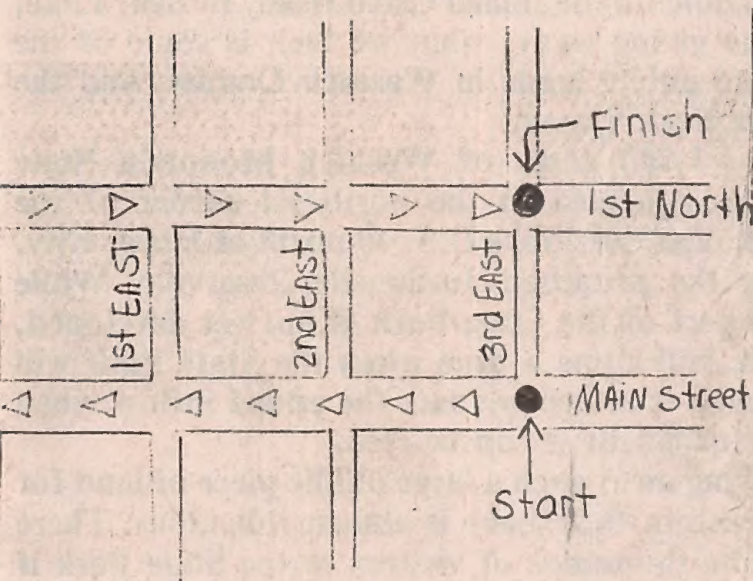 Finish
1st North
1st EAST
2nd EAST
3rd EAST
MAIN Street
Start